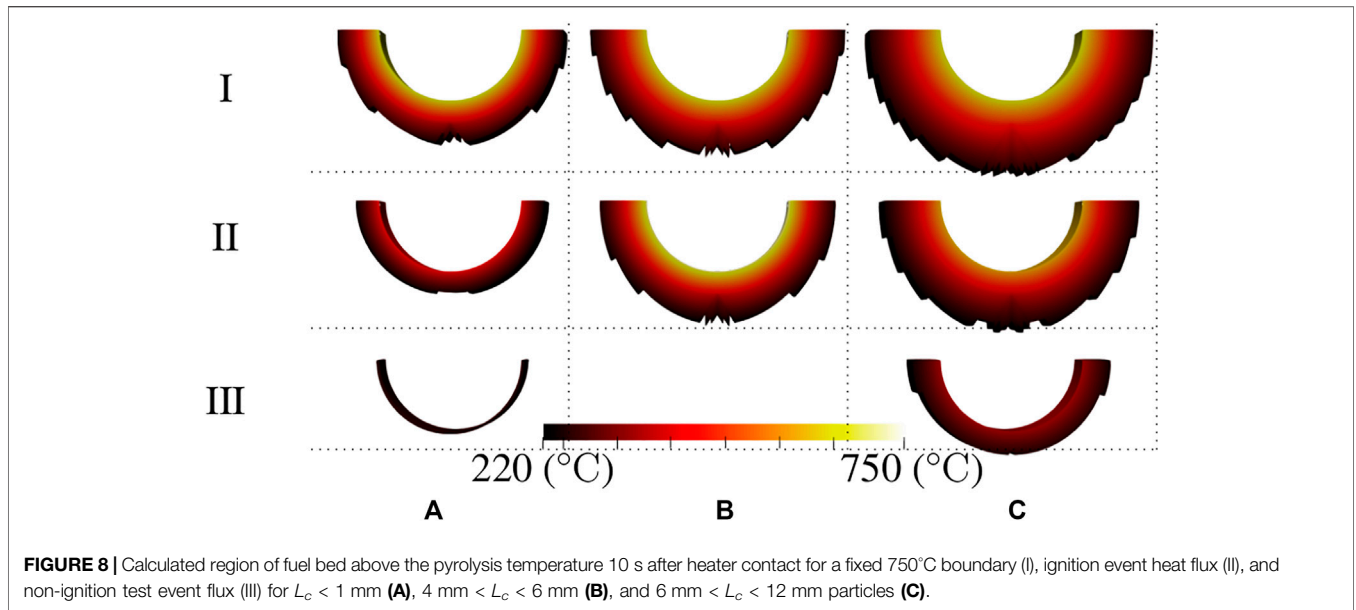 I
II
III
220 (°C)
750 (°C)
A
B
C
FIGURE 8 | Calculated region of fuel bed above the pyrolysis temperature 10 s after heater contact for a fixed 750°C boundary (I), ignition event heat flux (II), and
non-ignition test event flux (III) for Lc < 1 mm (A), 4 mm < Lc < 6 mm (B), and 6 mm < Lc < 12 mm particles (C).